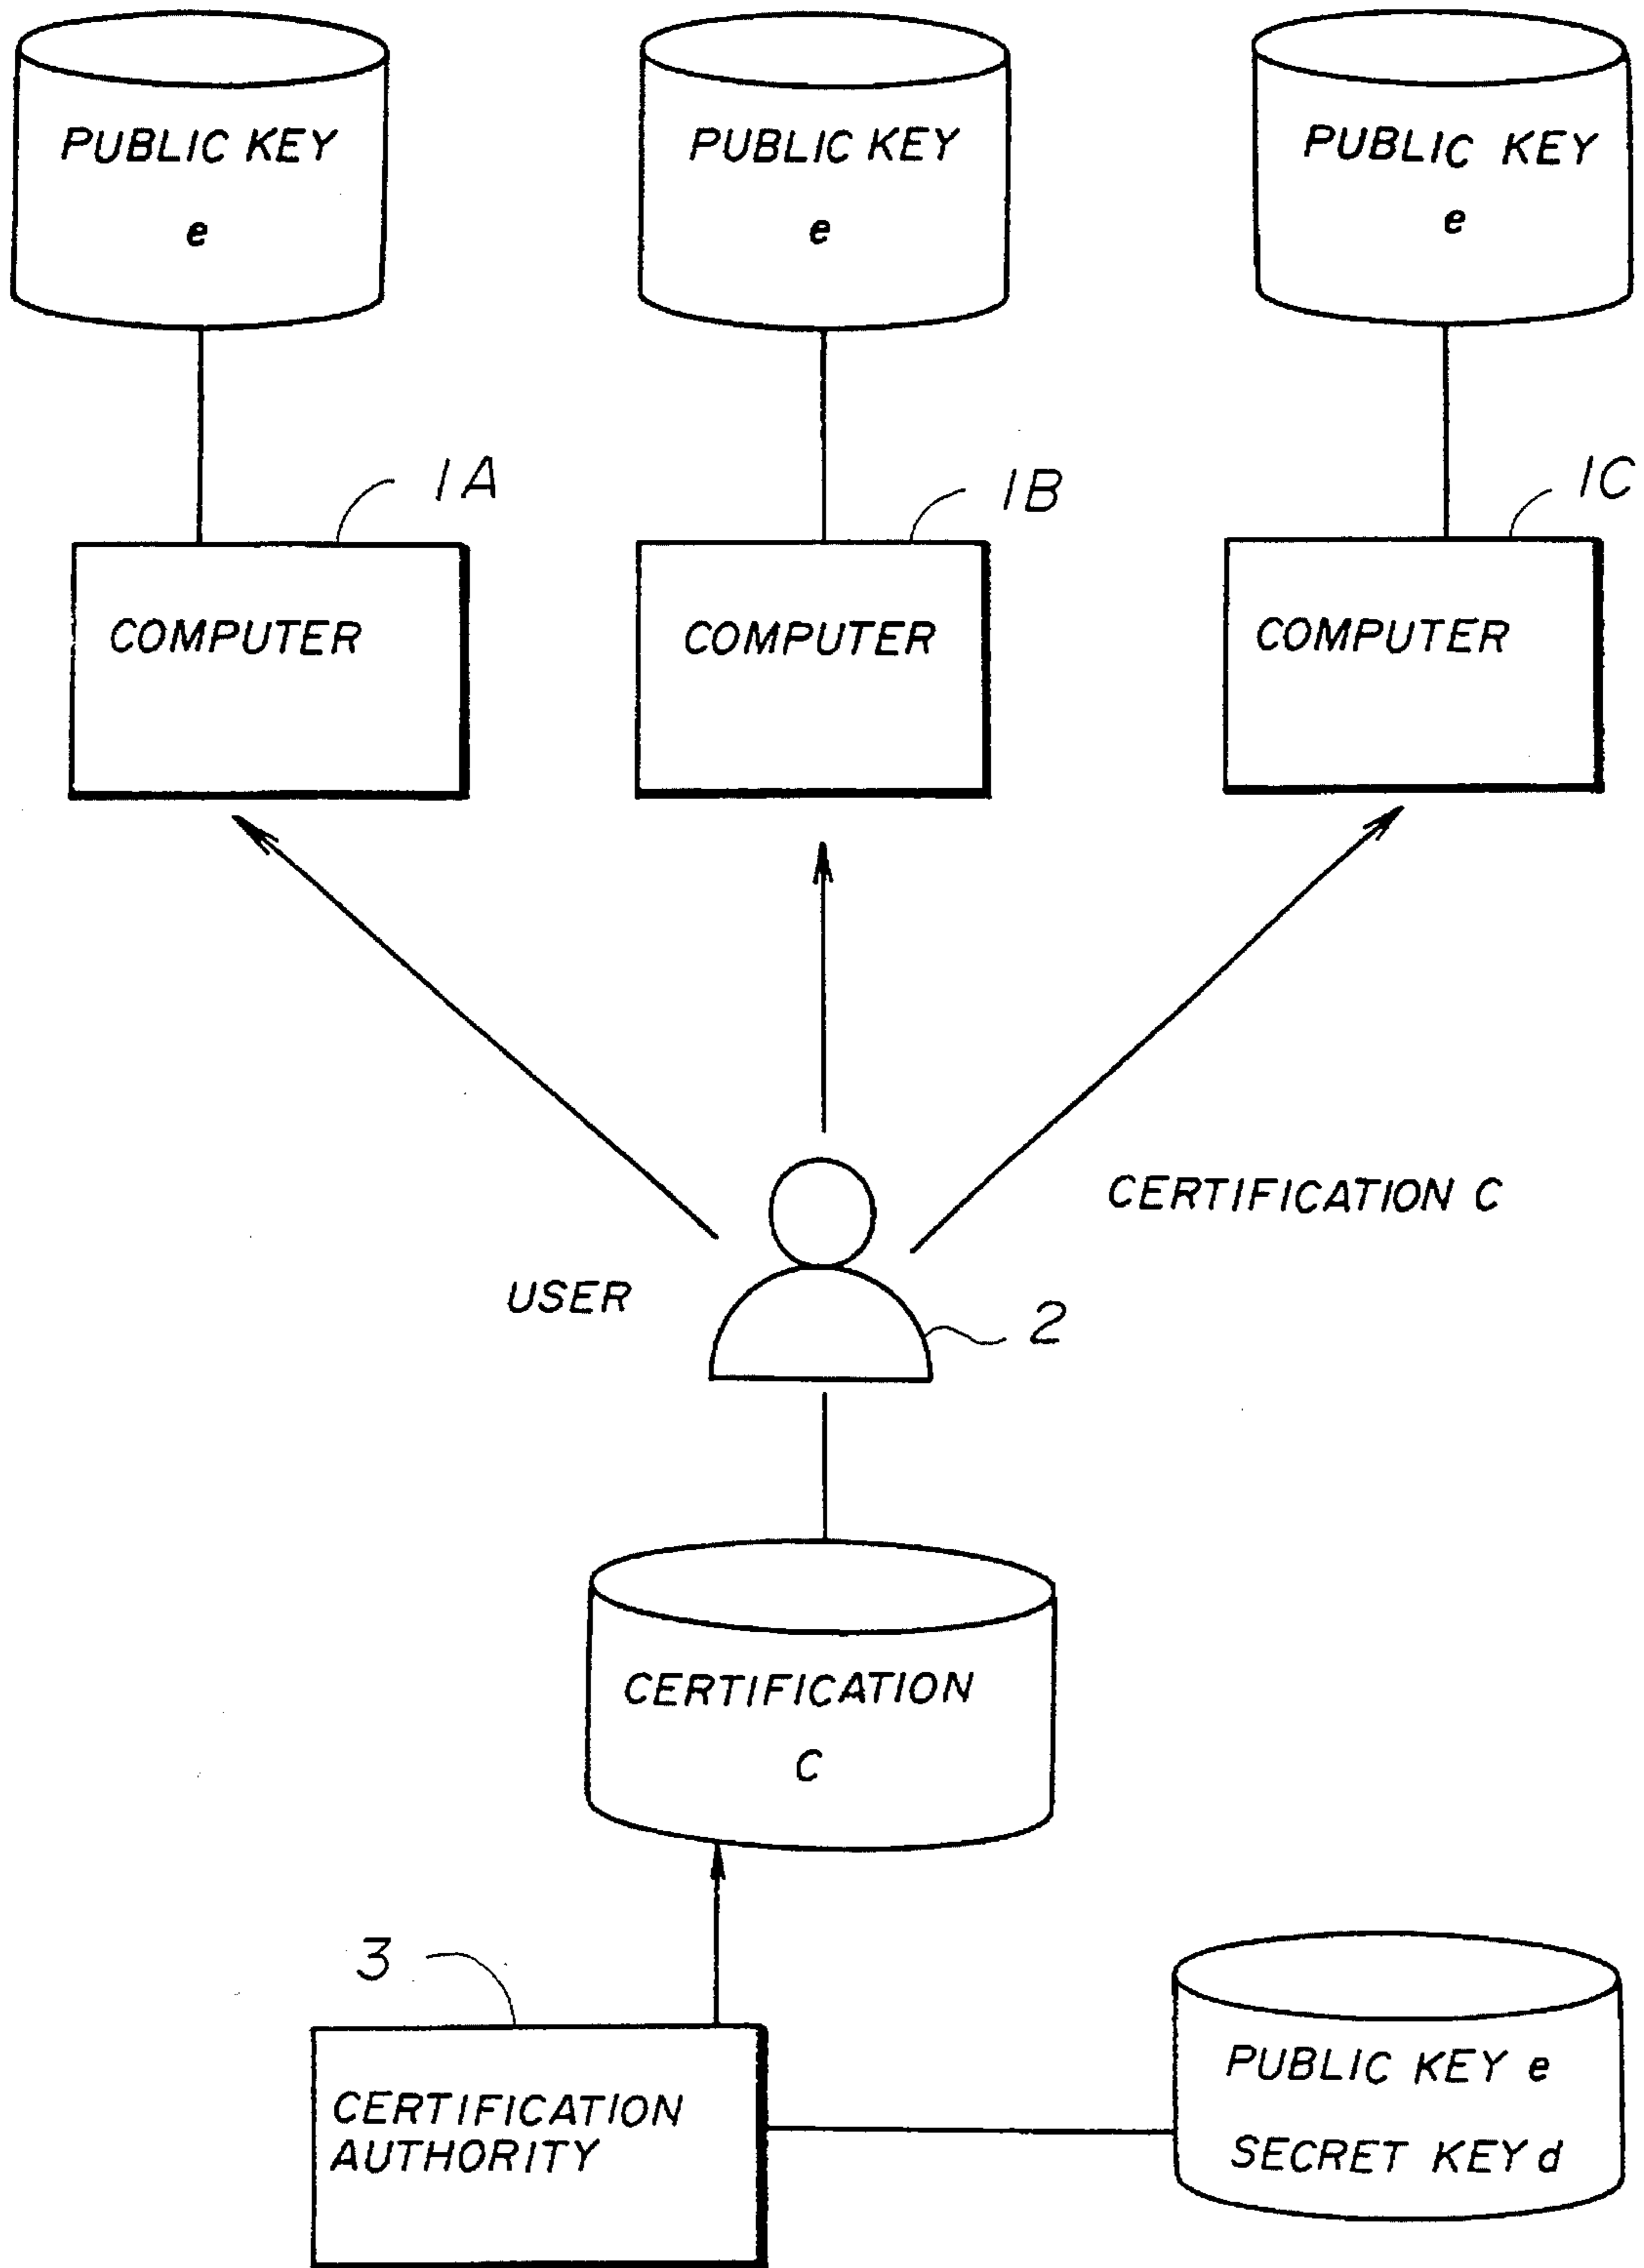 PUBLIC KEY
e
PUBLIC KEY
e
PUBLIC KEY
e
1A
1B
1C
COMPUTER
COMPUTER
COMPUTER
CERTIFICATION C
USER
2
CERTIFICATION
C
3
CERTIFICATION
AUTHORITY
PUBLIC KEY e
SECRET KEY d